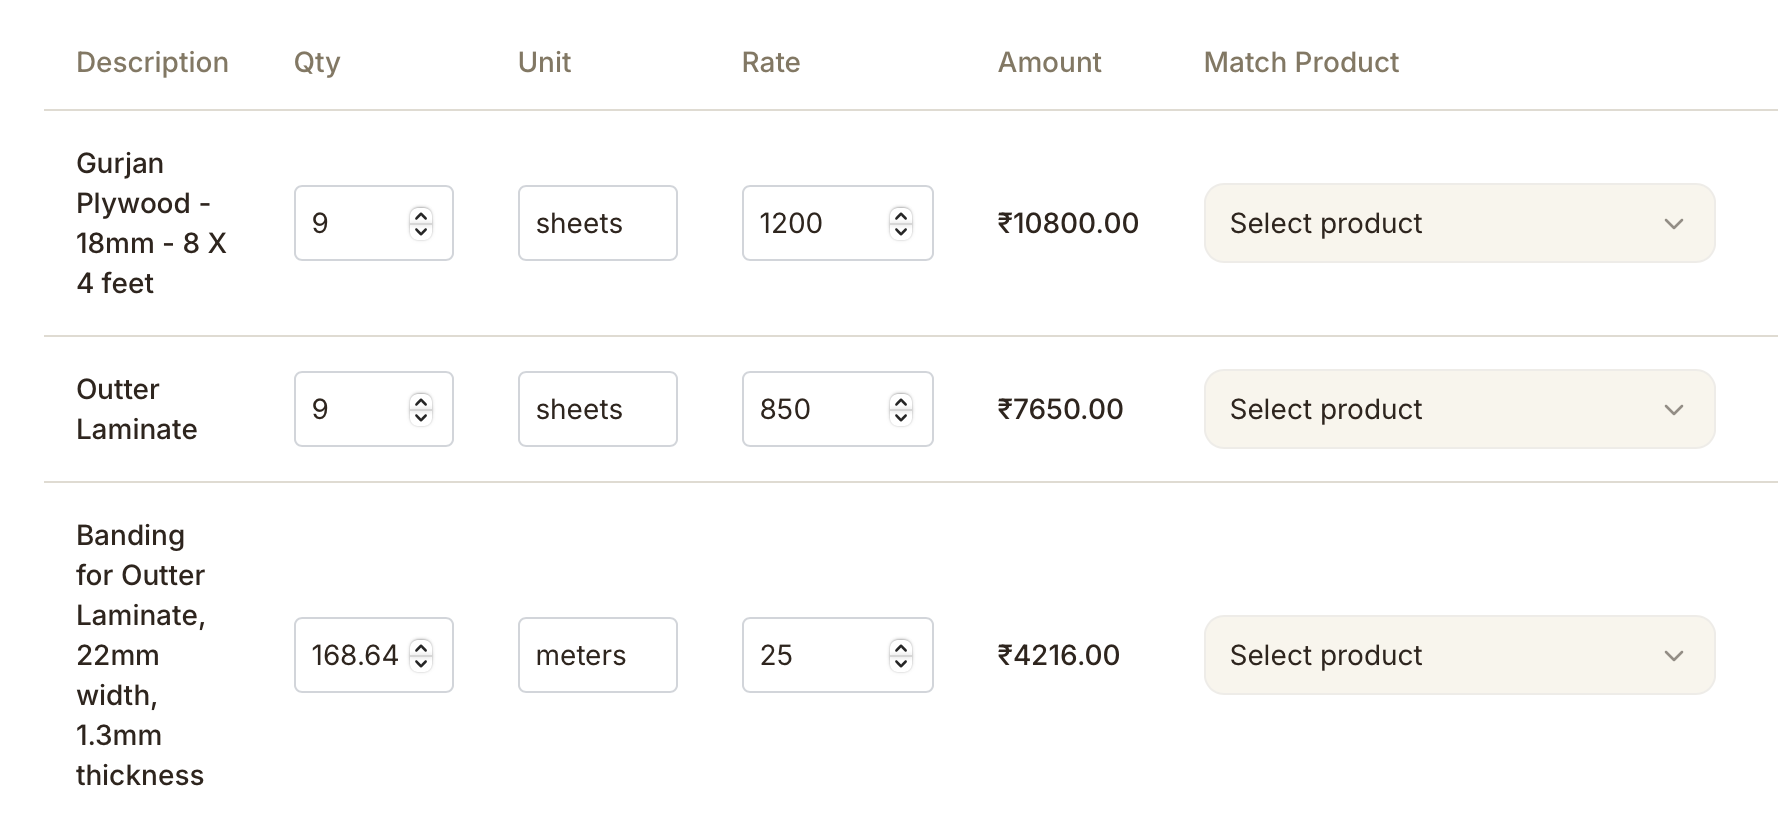 Description Qty Unit Rate Amount Match Product
Gurjan
Plywood -
18mm - 8 X
4 feet
9 sheets 1200 ₹10800.00 Select product
Outter
Laminate
9 sheets 850 ₹7650.00 Select product
Banding
for Outter
Laminate,
22mm
width,
1.3mm
thickness
168.64 meters 25 ₹4216.00 Select product